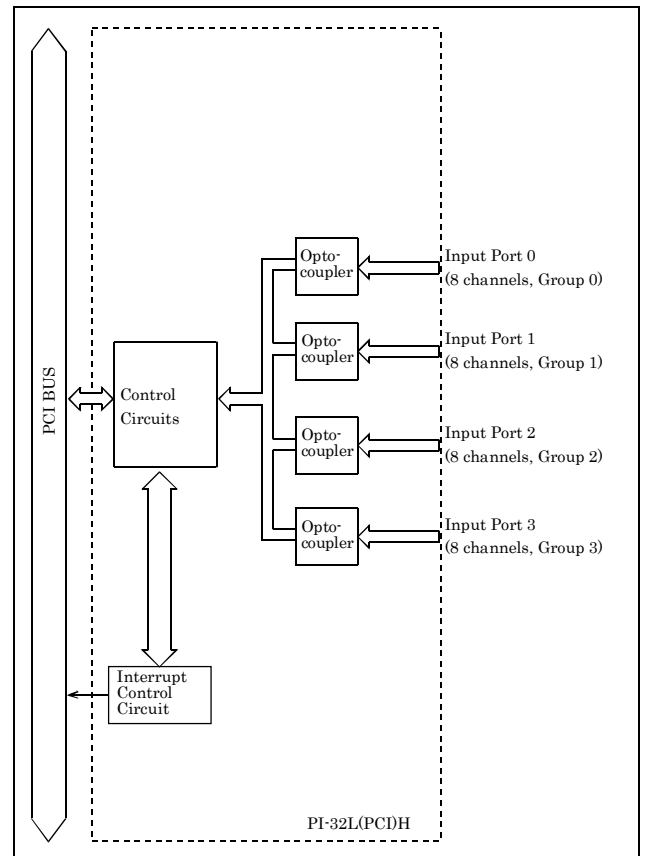 PCI BUS
Opto-
coupler
Input Port 0
(8 channels, Group 0)
Opto-
coupler
Input Port 1
(8 channels, Group 1)
Control
Circuits
Opto-
coupler
Input Port 2
(8 channels, Group 2)
Opto-
coupler
Input Port 3
(8 channels, Group 3)
Interrupt
Control
Circuit
PI-32L(PCI)H